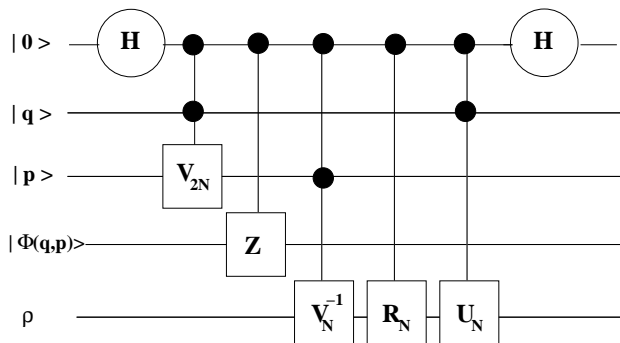 | 0 > H H
| q >
| p > V2N
| Φ(q,p)> Z
ρ V_N^-1 R_N U_N